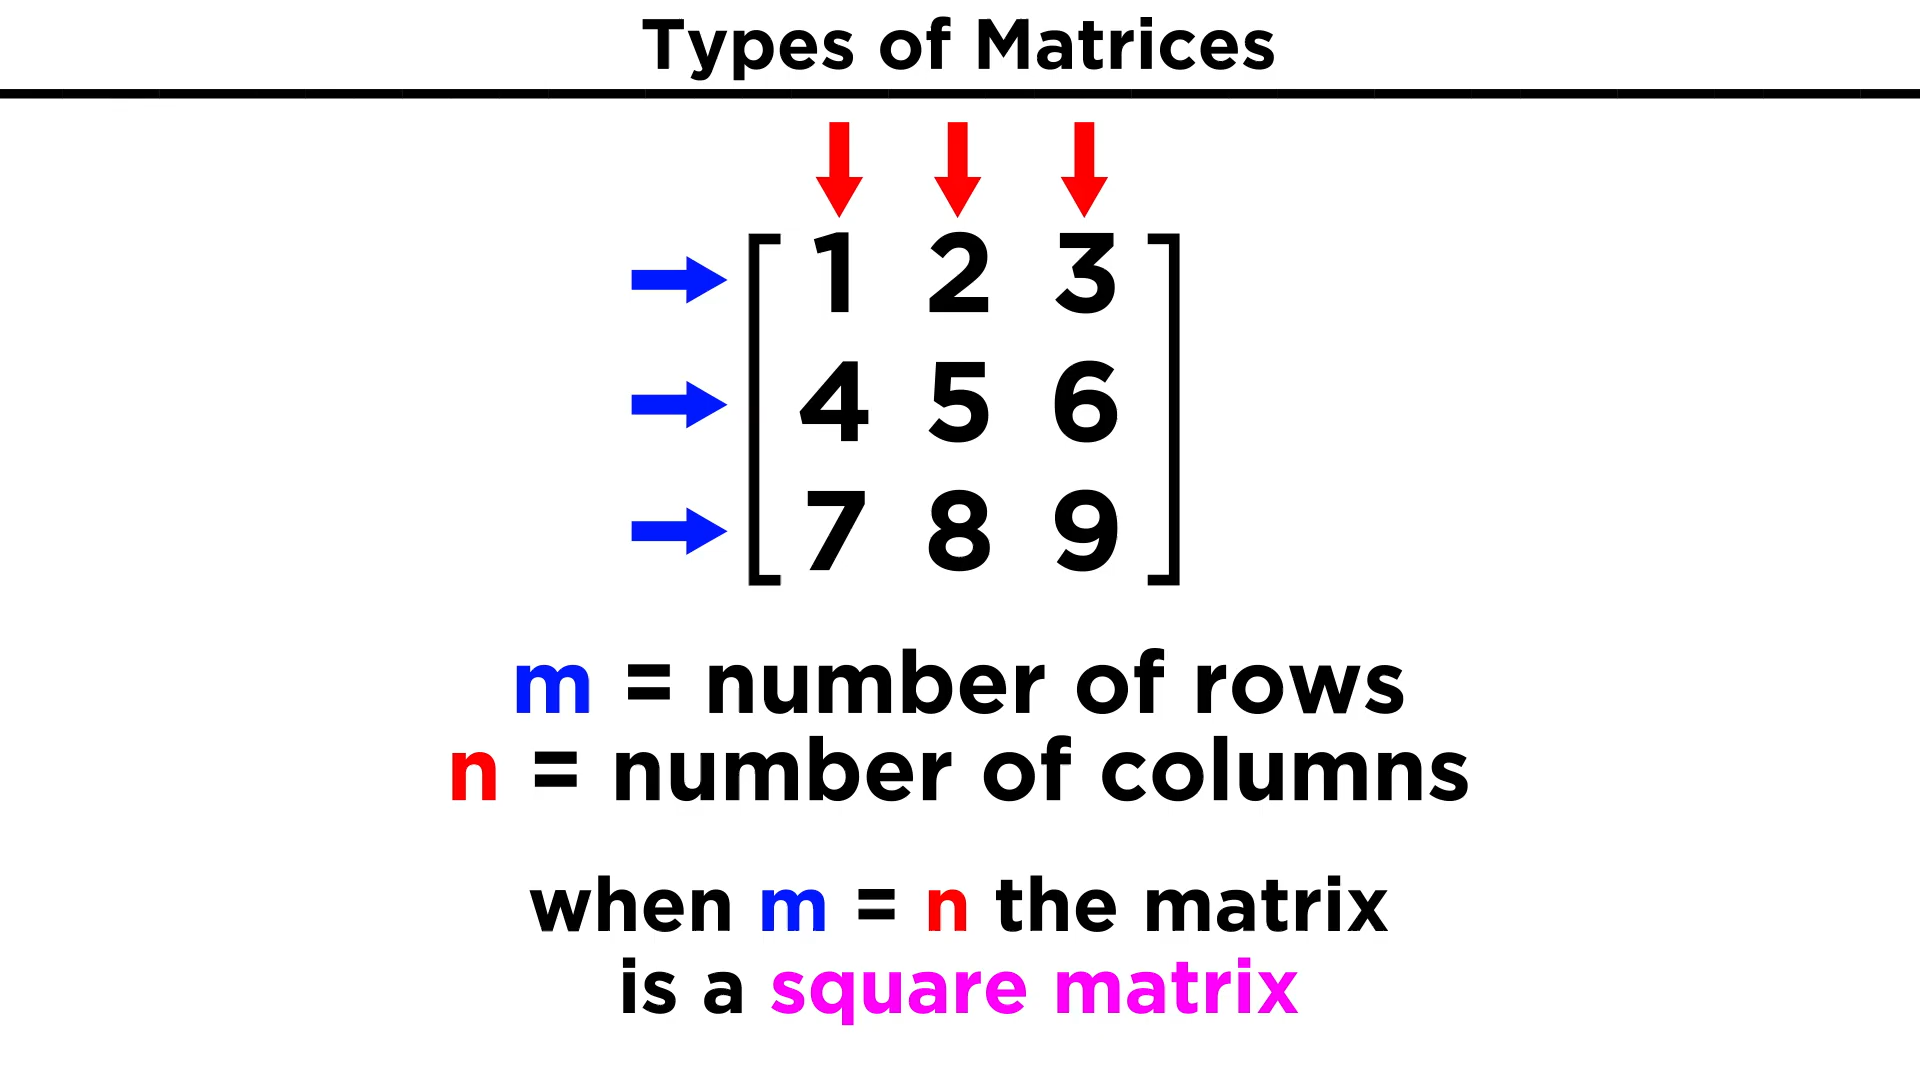 Types of Matrices
1 2 3
4 5 6
7 8 9
m = number of rows
n = number of columns
when m = n the matrix
is a square matrix